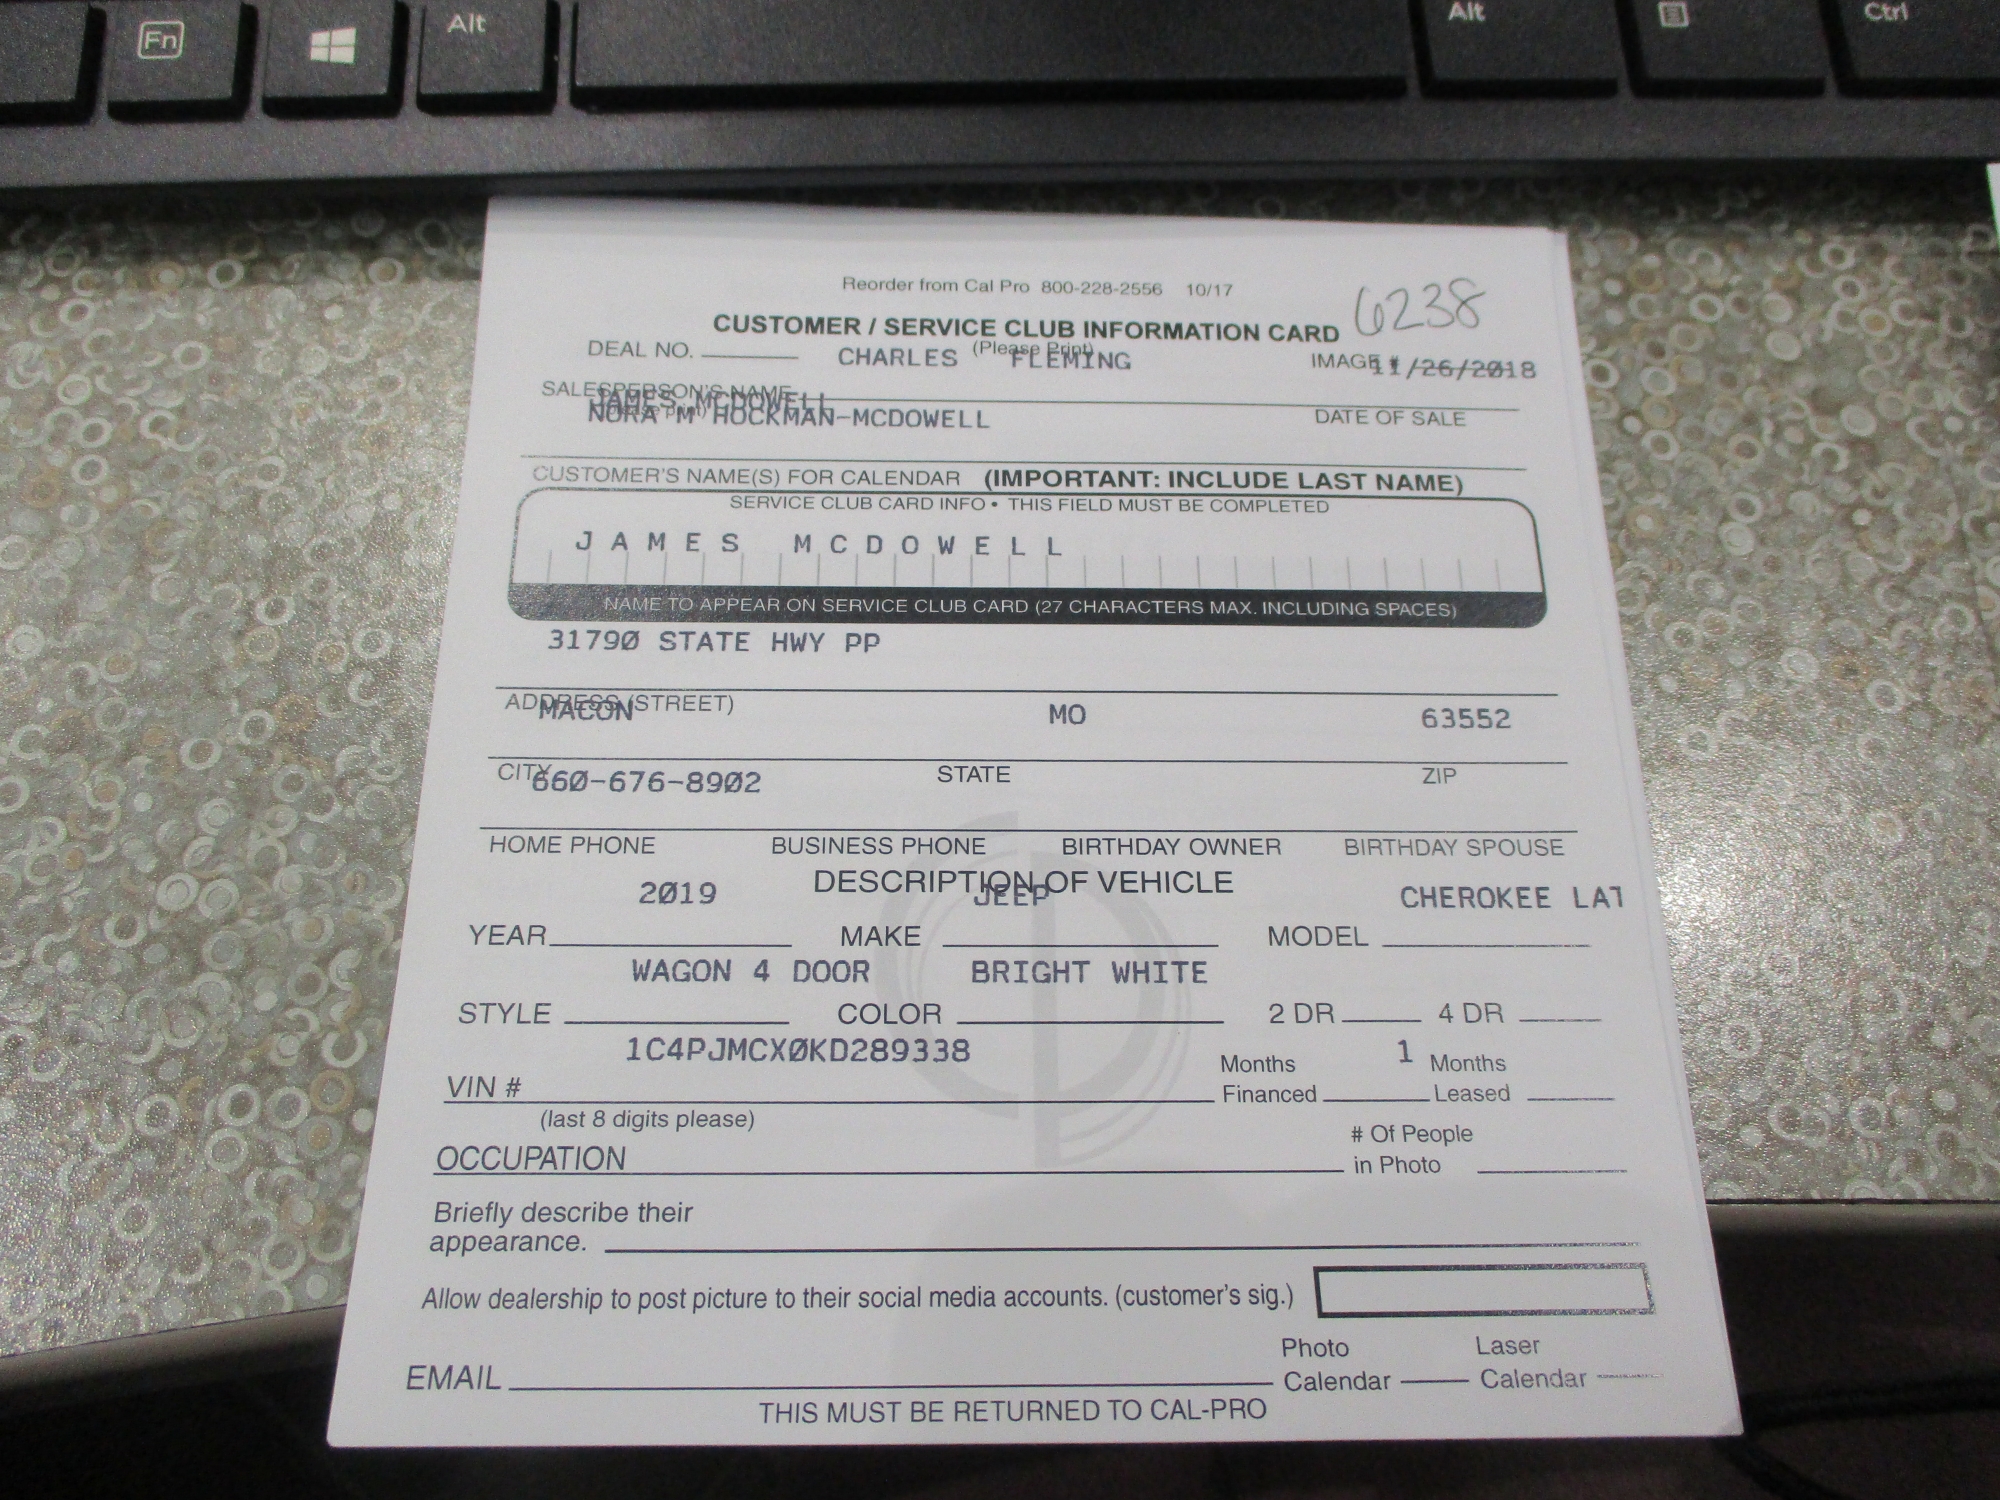 Fn
Alt
Alt
Ctrl
Reorder from Cal Pro 800-228-2556 10/17
CUSTOMER / SERVICE CLUB INFORMATION CARD 6238
(Please Print)
DEAL NO. CHARLES FLEMING IMAGE # 11/26/2018
SALESPERSON'S NAME
JAMES MCDOWELL
(please print)
NORA M HOCKMAN-MCDOWELL DATE OF SALE
CUSTOMER'S NAME(S) FOR CALENDAR (IMPORTANT: INCLUDE LAST NAME)
SERVICE CLUB CARD INFO • THIS FIELD MUST BE COMPLETED
JAMES MCDOWELL
NAME TO APPEAR ON SERVICE CLUB CARD (27 CHARACTERS MAX. INCLUDING SPACES)
31790 STATE HWY PP
ADDRESS (STREET)
MACON MO 63552
CITY STATE ZIP
660-676-8902
HOME PHONE BUSINESS PHONE BIRTHDAY OWNER BIRTHDAY SPOUSE
DESCRIPTION OF VEHICLE
2019 JEEP CHEROKEE LAT
YEAR MAKE MODEL
WAGON 4 DOOR BRIGHT WHITE
STYLE COLOR 2 DR 4 DR
1C4PJMCX0KD289338 1
VIN # Months Financed Months Leased
(last 8 digits please)
OCCUPATION # Of People in Photo
Briefly describe their
appearance.
Allow dealership to post picture to their social media accounts. (customer's sig.)
EMAIL Photo Calendar Laser Calendar
THIS MUST BE RETURNED TO CAL-PRO